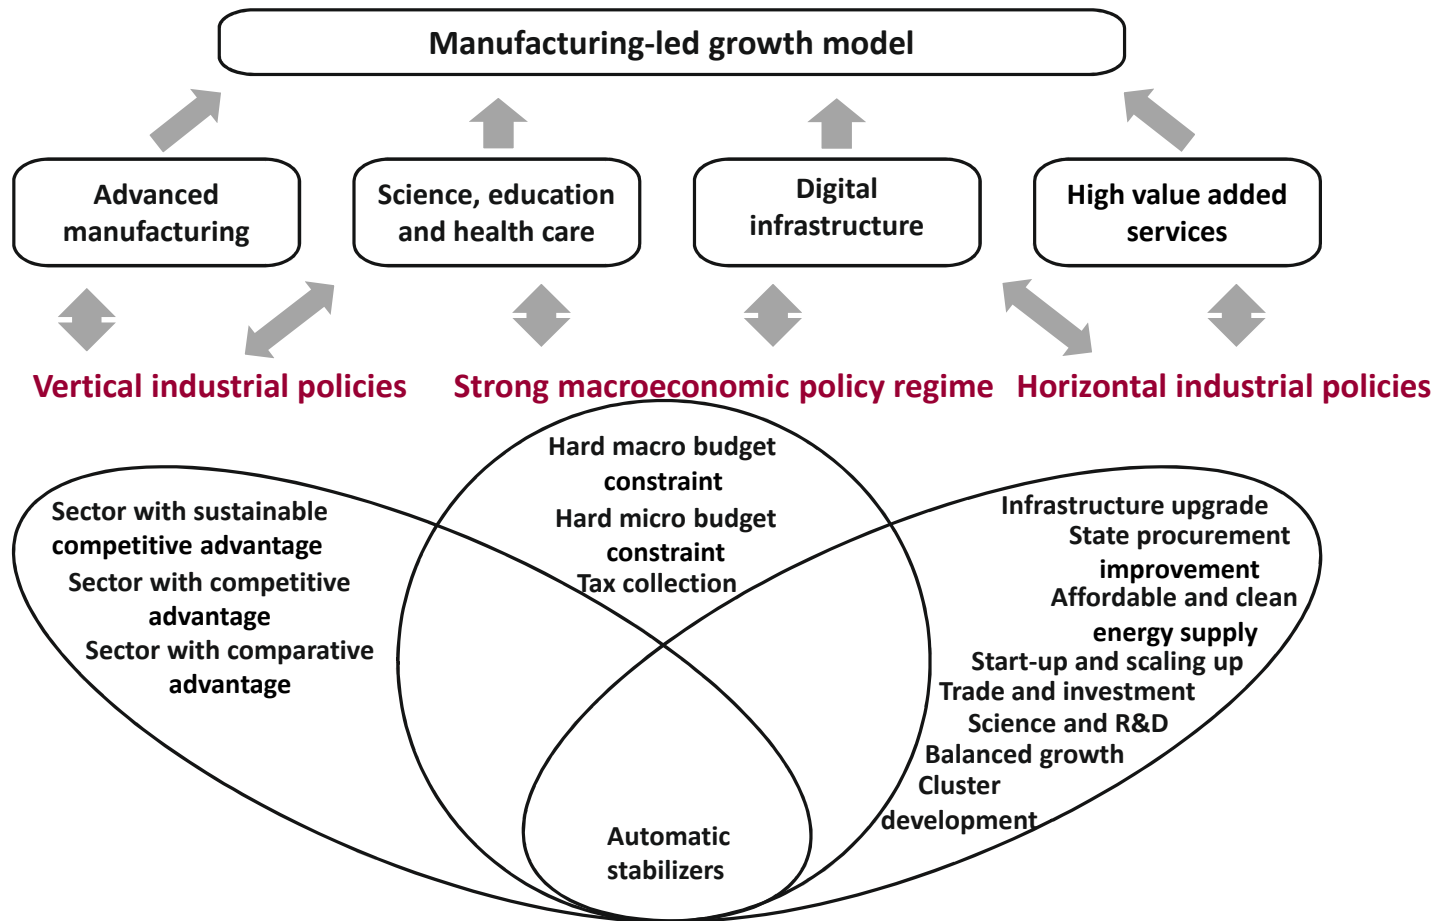 Manufacturing-led growth model
Advanced
manufacturing
Science, education
and health care
Digital
infrastructure
High value added
services
Vertical industrial policies
Strong macroeconomic policy regime
Horizontal industrial policies
Sector with sustainable
competitive advantage
Sector with competitive
advantage
Sector with comparative
advantage
Hard macro budget
constraint
Hard micro budget
constraint
Tax collection
Automatic
stabilizers
Infrastructure upgrade
State procurement
improvement
Affordable and clean
energy supply
Start-up and scaling up
Trade and investment
Science and R&D
Balanced growth
Cluster
development